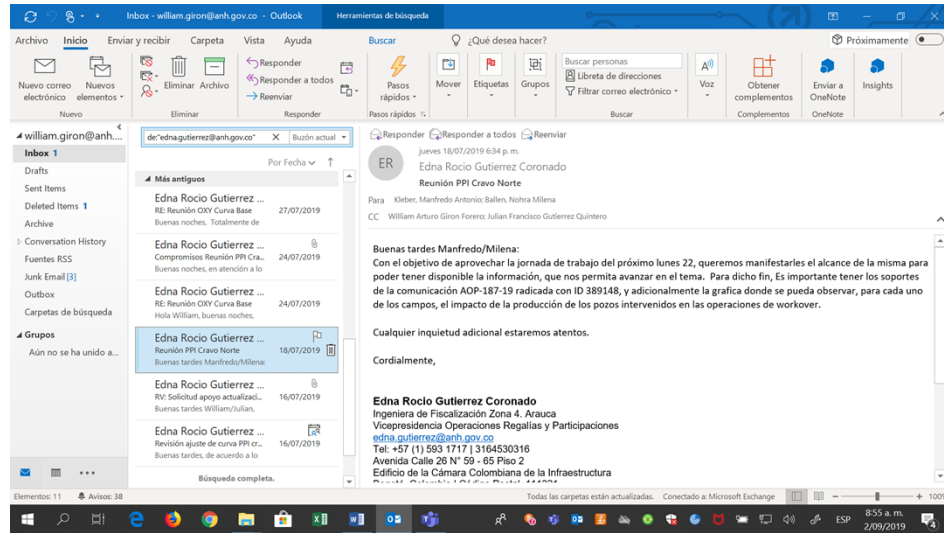 Inbox - william.giron@anh.gov.co - Outlook
Herramientas de búsqueda
Archivo Inicio Enviar y recibir Carpeta Vista Ayuda Buscar ¿Qué desea hacer? Próximamente
Nuevo correo electrónico
Nuevos elementos
Nuevo
Eliminar Archivo
Eliminar
Responder
Responder a todos
Reenviar
Responder
Pasos rápidos
Pasos rápidos
Mover
Etiquetas
Grupos
Buscar personas
Libreta de direcciones
Filtrar correo electrónico
Buscar
Voz
Obtener complementos
Complementos
Enviar a OneNote
OneNote
Insights
william.giron@anh....
Inbox 1
Drafts
Sent Items
Deleted Items 1
Archive
Conversation History
Fuentes RSS
Junk Email [3]
Outbox
Carpetas de búsqueda
Grupos
Aún no se ha unido a...
de:"edna.gutierrez@anh.gov.co" Buzón actual
Por Fecha
Más antiguos
Edna Rocio Gutierrez ...
RE: Reunión OXY Curva Base 27/07/2019
Buenas noches, Totalmente de
Edna Rocio Gutierrez ...
Compromisos Reunión PPI Cra... 24/07/2019
Buenas noches, en atención a lo
Edna Rocio Gutierrez ...
RE: Reunión OXY Curva Base 24/07/2019
Hola William, buenas noches,
Edna Rocio Gutierrez ...
Reunión PPI Cravo Norte 18/07/2019
Buenas tardes Manfredo/Milena:
Edna Rocio Gutierrez ...
RV: Solicitud apoyo actualizaci... 16/07/2019
Buenas tardes William/Julian,
Edna Rocio Gutierrez ...
Revisión ajuste de curva PPI cr... 16/07/2019
Buenas tardes, de acuerdo a lo
Búsqueda completa.
Responder Responder a todos Reenviar
jueves 18/07/2019 6:34 p. m.
ER
Edna Rocio Gutierrez Coronado
Reunión PPI Cravo Norte
Para Kleber, Manfredo Antonio; Ballen, Nohra Milena
CC William Arturo Giron Forero; Julian Francisco Gutierrez Quintero
Buenas tardes Manfredo/Milena:
Con el objetivo de aprovechar la jornada de trabajo del próximo lunes 22, queremos manifestarles el alcance de la misma para
poder tener disponible la información, que nos permita avanzar en el tema. Para dicho fin, Es importante tener los soportes
de la comunicación AOP-187-19 radicada con ID 389148, y adicionalmente la grafica donde se pueda observar, para cada uno
de los campos, el impacto de la producción de los pozos intervenidos en las operaciones de workover.
Cualquier inquietud adicional estaremos atentos.
Cordialmente,
Edna Rocio Gutierrez Coronado
Ingeniera de Fiscalización Zona 4. Arauca
Vicepresidencia Operaciones Regalías y Participaciones
edna.gutierrez@anh.gov.co
Tel: +57 (1) 593 1717 | 3164530316
Avenida Calle 26 N° 59 - 65 Piso 2
Edificio de la Cámara Colombiana de la Infraestructura
Elementos: 11 Avisos: 38
Todas las carpetas están actualizadas. Conectado a: Microsoft Exchange
ESP
8:55 a. m.
2/09/2019